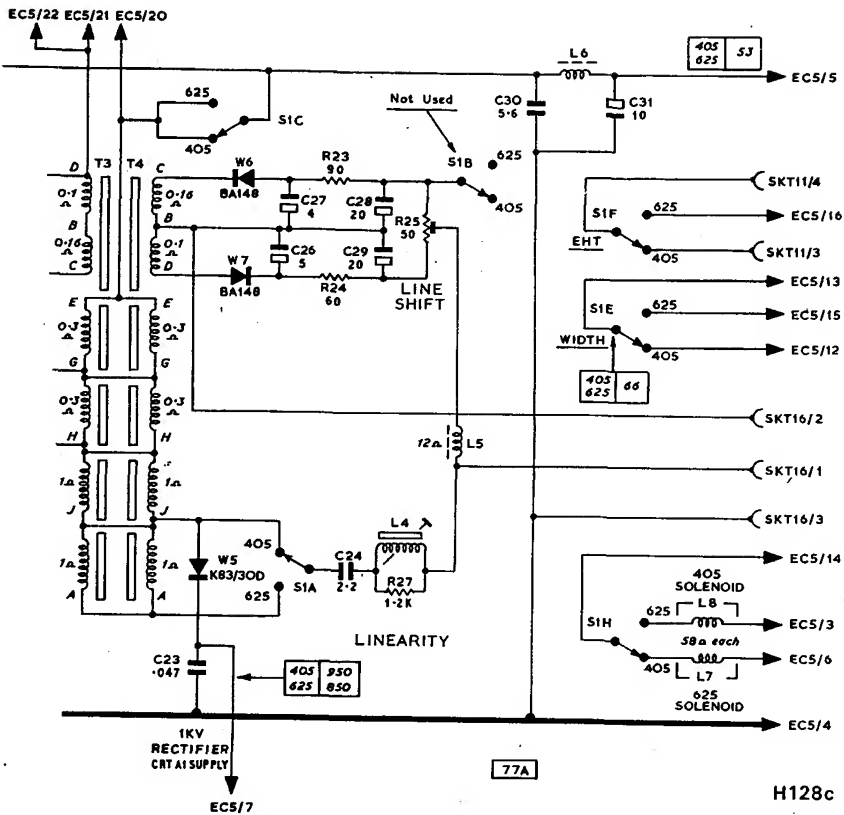 EC5/22 EC5/21 EC5/20
L6
405 53
625
EC5/5
625
S1C
405
Not Used
C30
5·6
C31
10
S1B
625
405
D T3 T4 C
0·1
Ω
B
0·16
Ω
C
0·16
Ω
B
0·1
Ω
D
W6
BA148
R23
90
C27
4
C28
20
R25
50
C26
5
C29
20
W7
BA148
R24
60
LINE
SHIFT
SKT11/4
S1F
625
EC5/16
EHT
405
SKT11/3
EC5/13
S1E
625
EC5/15
WIDTH
405
EC5/12
405 66
625
E E
0·3
Ω
0·3
Ω
G G
0·3
Ω
0·3
Ω
H H
1Ω
1Ω
J J
1Ω
1Ω
A A
SKT16/2
12Ω L5
SKT16/1
SKT16/3
W5
K83/30D
405
S1A
625
C24
2·2
L4
R27
1·2K
LINEARITY
EC5/14
405
SOLENOID
L8
S1H
625
EC5/3
58Ω each
405
EC5/6
L7
625
SOLENOID
C23
·047
405 950
625 850
EC5/4
1KV
RECTIFIER
CRT A1 SUPPLY
77A
EC5/7
H128c